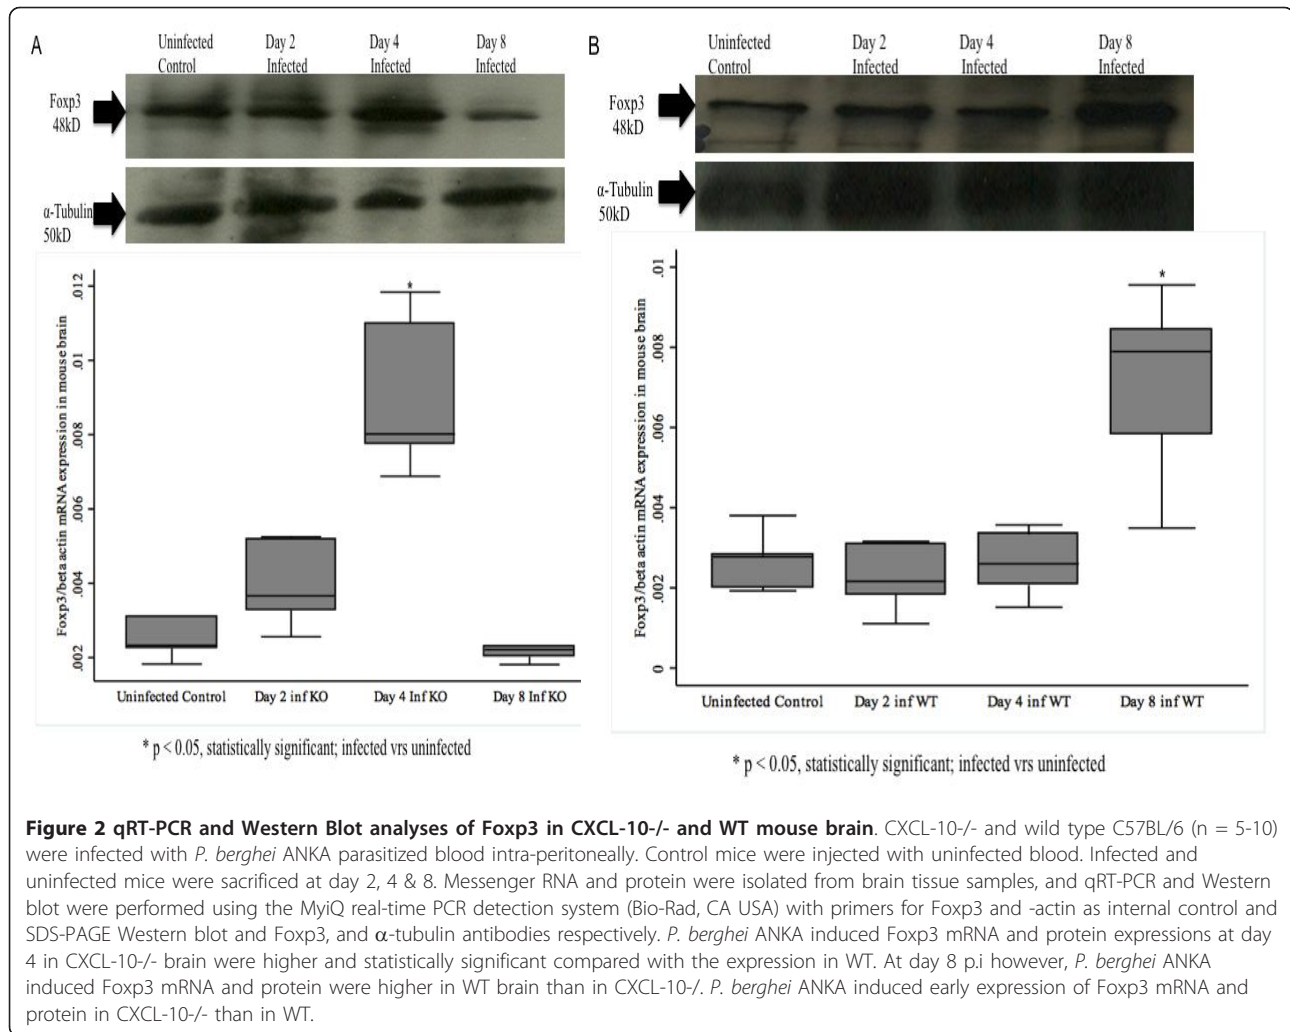 A
Uninfected Control
Day 2 Infected
Day 4 Infected
Day 8 Infected
Foxp3 48kD
α-Tubulin 50kD
Foxp3/beta actin mRNA expression in mouse brain
.012
.01
.008
.006
.004
.002
*
Uninfected Control
Day 2 inf KO
Day 4 Inf KO
Day 8 Inf KO
* p < 0.05, statistically significant; infected vrs uninfected
B
Uninfected Control
Day 2 Infected
Day 4 Infected
Day 8 Infected
Foxp3 48kD
α-Tubulin 50kD
Foxp3/beta actin mRNA expression in mouse brain
.01
.008
.006
.004
.002
0
*
Uninfected Control
Day 2 inf WT
Day 4 inf WT
Day 8 inf WT
* p < 0.05, statistically significant; infected vrs uninfected
Figure 2 qRT-PCR and Western Blot analyses of Foxp3 in CXCL-10-/- and WT mouse brain. CXCL-10-/- and wild type C57BL/6 (n = 5-10)
were infected with P. berghei ANKA parasitized blood intra-peritoneally. Control mice were injected with uninfected blood. Infected and
uninfected mice were sacrificed at day 2, 4 & 8. Messenger RNA and protein were isolated from brain tissue samples, and qRT-PCR and Western
blot were performed using the MyiQ real-time PCR detection system (Bio-Rad, CA USA) with primers for Foxp3 and -actin as internal control and
SDS-PAGE Western blot and Foxp3, and α-tubulin antibodies respectively. P. berghei ANKA induced Foxp3 mRNA and protein expressions at day
4 in CXCL-10-/- brain were higher and statistically significant compared with the expression in WT. At day 8 p.i however, P. berghei ANKA
induced Foxp3 mRNA and protein were higher in WT brain than in CXCL-10-/. P. berghei ANKA induced early expression of Foxp3 mRNA and
protein in CXCL-10-/- than in WT.